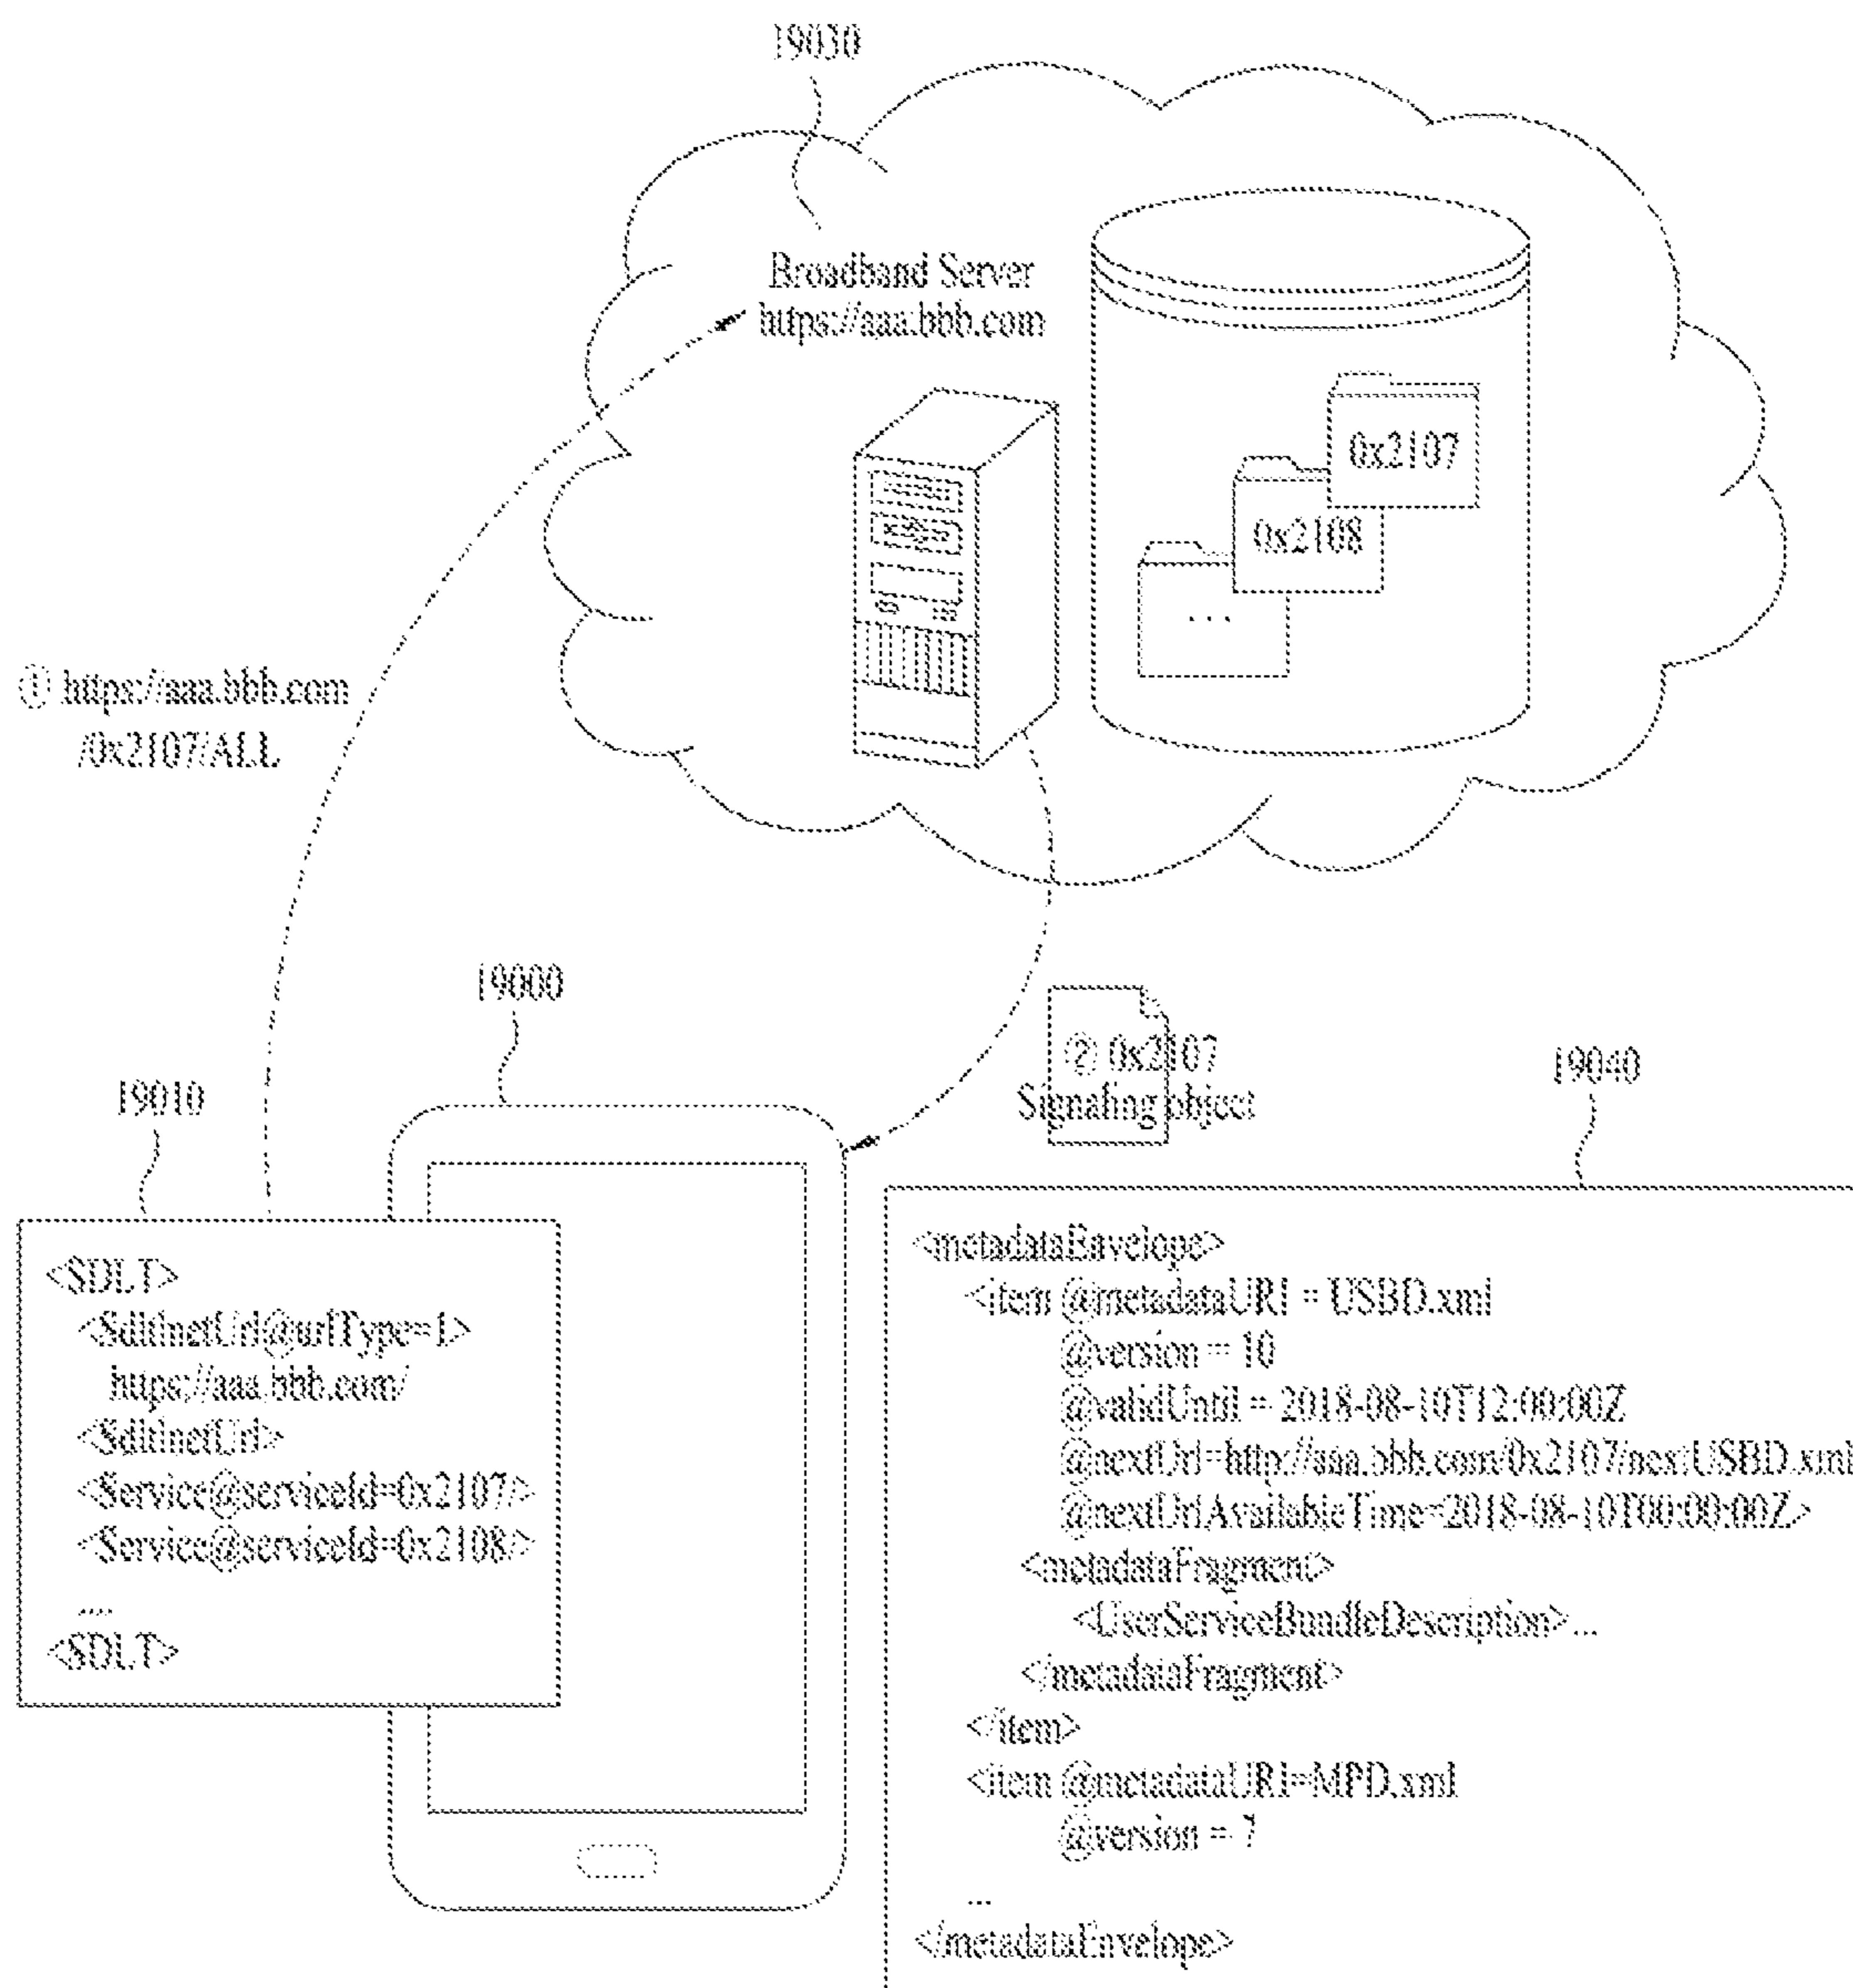 19030
Broadband Server
https://aaa.bbb.com
0x2107
0x2108
...
① https://aaa.bbb.com
/0x2107/ALL
19000
② 0x2107
Signaling object
19010
19040
<SDLT>
<SdltInetUrl@urlType=1>
https://aaa.bbb.com/
<SdltInetUrl>
<Service@serviceId=0x2107/>
<Service@serviceId=0x2108/>
....
<SDLT>
<metadataEnvelope>
<item @metadataURI = USBD.xml
@version = 10
@validUntil = 2018-08-10T12:00:00Z
@nextUrl=http://aaa.bbb.com/0x2107/nextUSBD.xml
@nextUrlAvailableTime=2018-08-10T00:00:00Z>
<metadataFragment>
<UserServiceBundleDescription>...
</metadataFragment>
</item>
<item @metadataURI=MPD.xml
@version = 7
...
</metadataEnvelope>